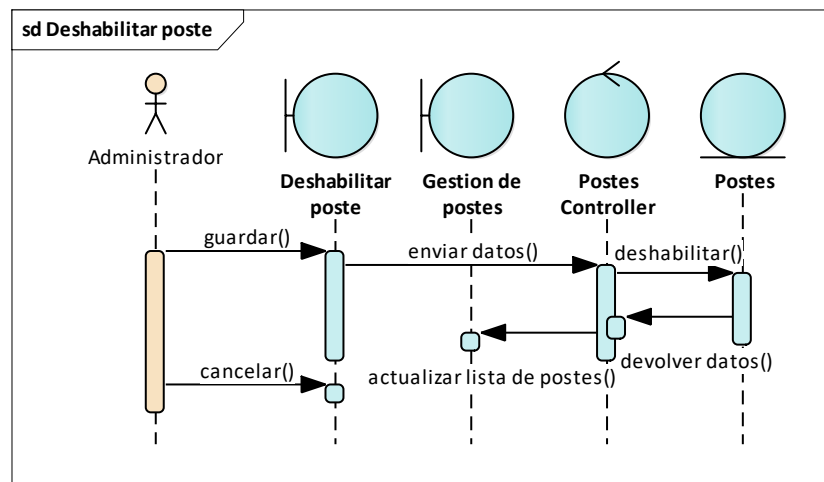 sd Deshabilitar poste
Administrador
Deshabilitar
poste
Gestion de
postes
Postes
Controller
Postes
guardar()
enviar datos()
deshabilitar()
devolver datos()
actualizar lista de postes()
cancelar()